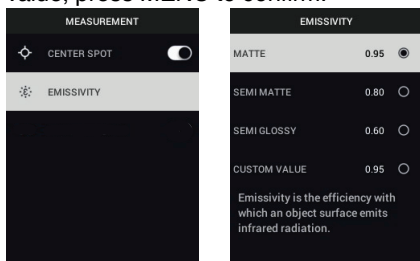 value, press MENU to confirm.
MEASUREMENT
CENTER SPOT
EMISSIVITY
EMISSIVITY
MATTE 0.95
SEMI MATTE 0.80
SEMI GLOSSY 0.60
CUSTOM VALUE 0.95
Emissivity is the efficiency with
which an object surface emits
infrared radiation.